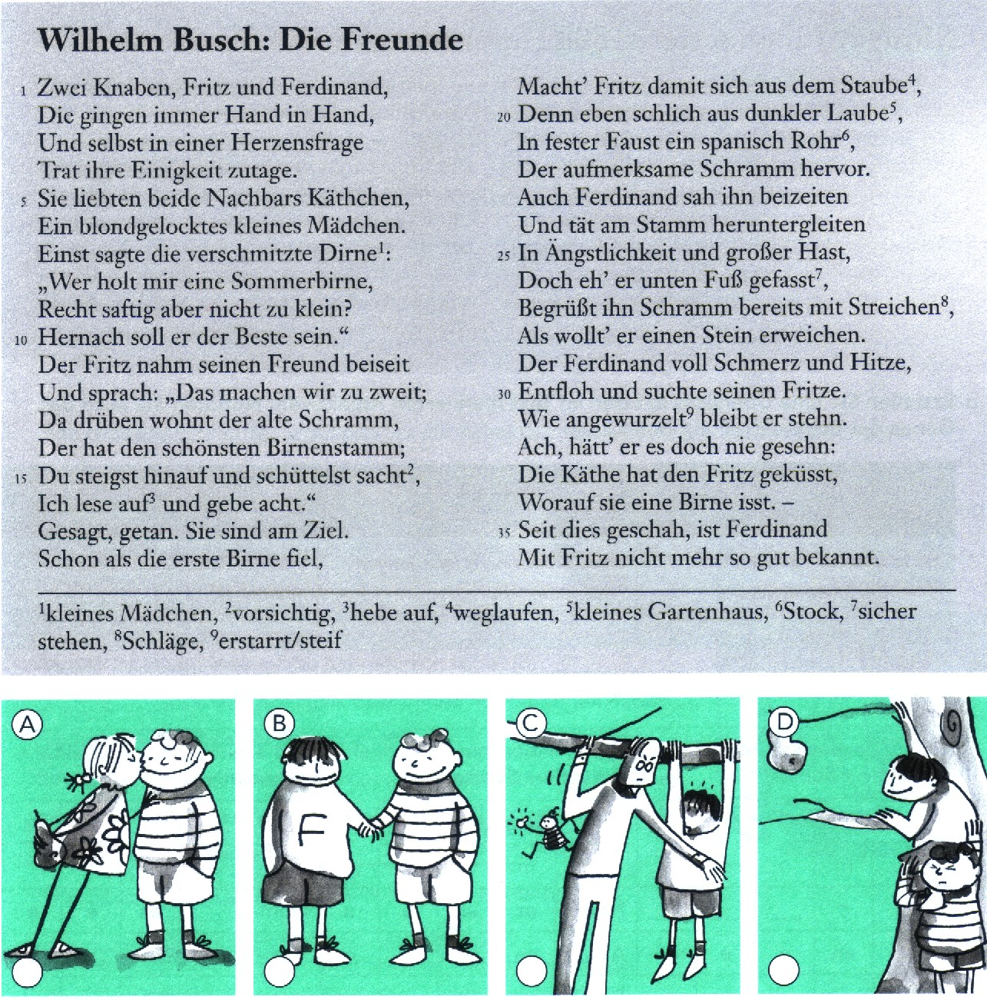 Wilhelm Busch: Die Freunde
1 Zwei Knaben, Fritz und Ferdinand,
Die gingen immer Hand in Hand,
Und selbst in einer Herzensfrage
Trat ihre Einigkeit zutage.
5 Sie liebten beide Nachbars Käthchen,
Ein blondgelocktes kleines Mädchen.
Einst sagte die verschmitzte Dirne¹:
„Wer holt mir eine Sommerbirne,
Recht saftig aber nicht zu klein?
10 Hernach soll er der Beste sein.“
Der Fritz nahm seinen Freund beiseit
Und sprach: „Das machen wir zu zweit;
Da drüben wohnt der alte Schramm,
Der hat den schönsten Birnenstamm;
15 Du steigst hinauf und schüttelst sacht²,
Ich lese auf³ und gebe acht.“
Gesagt, getan. Sie sind am Ziel.
Schon als die erste Birne fiel,
Macht’ Fritz damit sich aus dem Staube⁴,
20 Denn eben schlich aus dunkler Laube⁵,
In fester Faust ein spanisch Rohr⁶,
Der aufmerksame Schramm hervor.
Auch Ferdinand sah ihn beizeiten
Und tät am Stamm heruntergleiten
25 In Ängstlichkeit und großer Hast,
Doch eh’ er unten Fuß gefasst⁷,
Begrüßt ihn Schramm bereits mit Streichen⁸,
Als wollt’ er einen Stein erweichen.
Der Ferdinand voll Schmerz und Hitze,
30 Entfloh und suchte seinen Fritze.
Wie angewurzelt⁹ bleibt er stehn.
Ach, hätt’ er es doch nie gesehn:
Die Käthe hat den Fritz geküsst,
Worauf sie eine Birne isst. –
35 Seit dies geschah, ist Ferdinand
Mit Fritz nicht mehr so gut bekannt.
¹kleines Mädchen, ²vorsichtig, ³hebe auf, ⁴weglaufen, ⁵kleines Gartenhaus, ⁶Stock, ⁷sicher
stehen, ⁸Schläge, ⁹erstarrt/steif
A
B
C
D
F